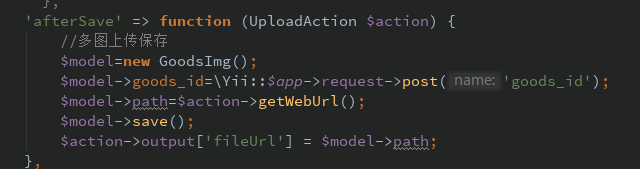 },
'afterSave' => function (UploadAction $action) {
//多图上传保存
$model=new GoodsImg();
$model->goods_id=\Yii::$app->request->post( name: 'goods_id');
$model->path=$action->getWebUrl();
$model->save();
$action->output['fileUrl'] = $model->path;
},